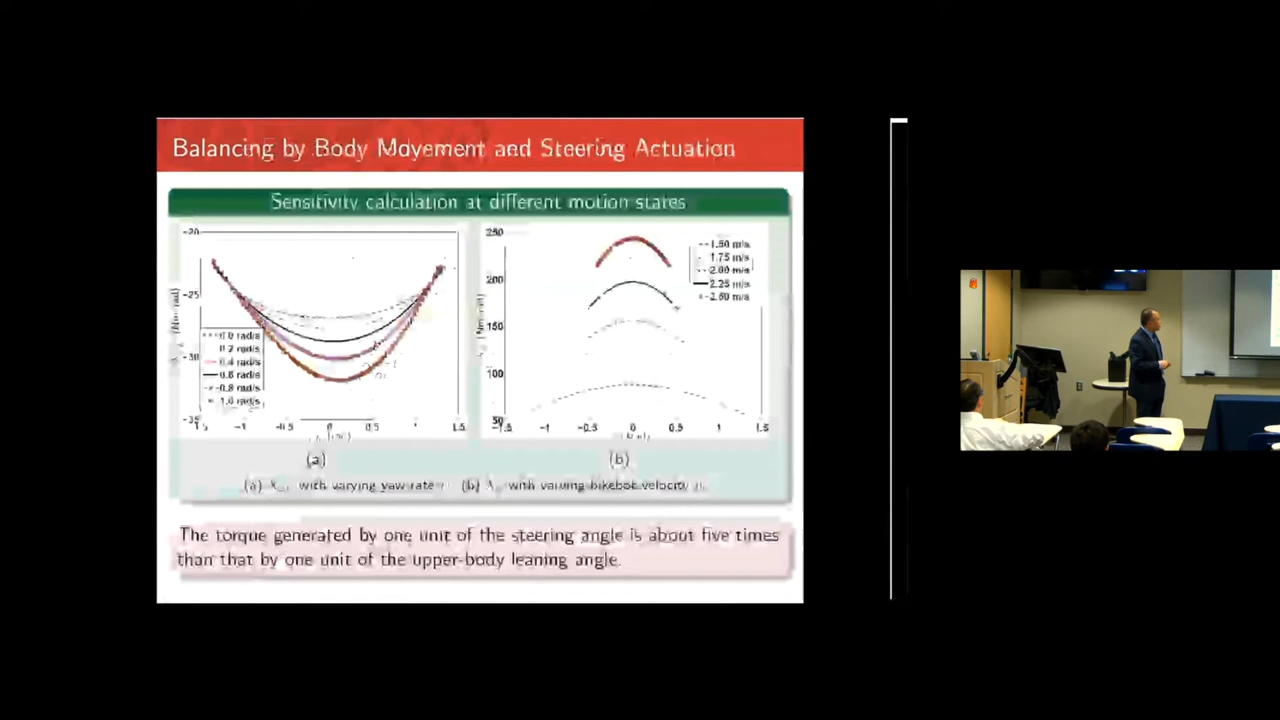 Balancing by Body Movement and Steering Actuation
Sensitivity calculation at different motion states
-20
-25
-30
-35
0.0 rad/s
0.2 rad/s
0.4 rad/s
0.6 rad/s
0.8 rad/s
1.0 rad/s
-1 -0.5 0 0.5 1 1.5
250
200
150
100
50
1.50 m/s
1.75 m/s
2.00 m/s
2.25 m/s
2.50 m/s
-1.5 -1 -0.5 0 0.5 1 1.5
(a)
(b)
(a) with varying yaw rate (b) with varying bikebot velocity
The torque generated by one unit of the steering angle is about five times
than that by one unit of the upper-body leaning angle.